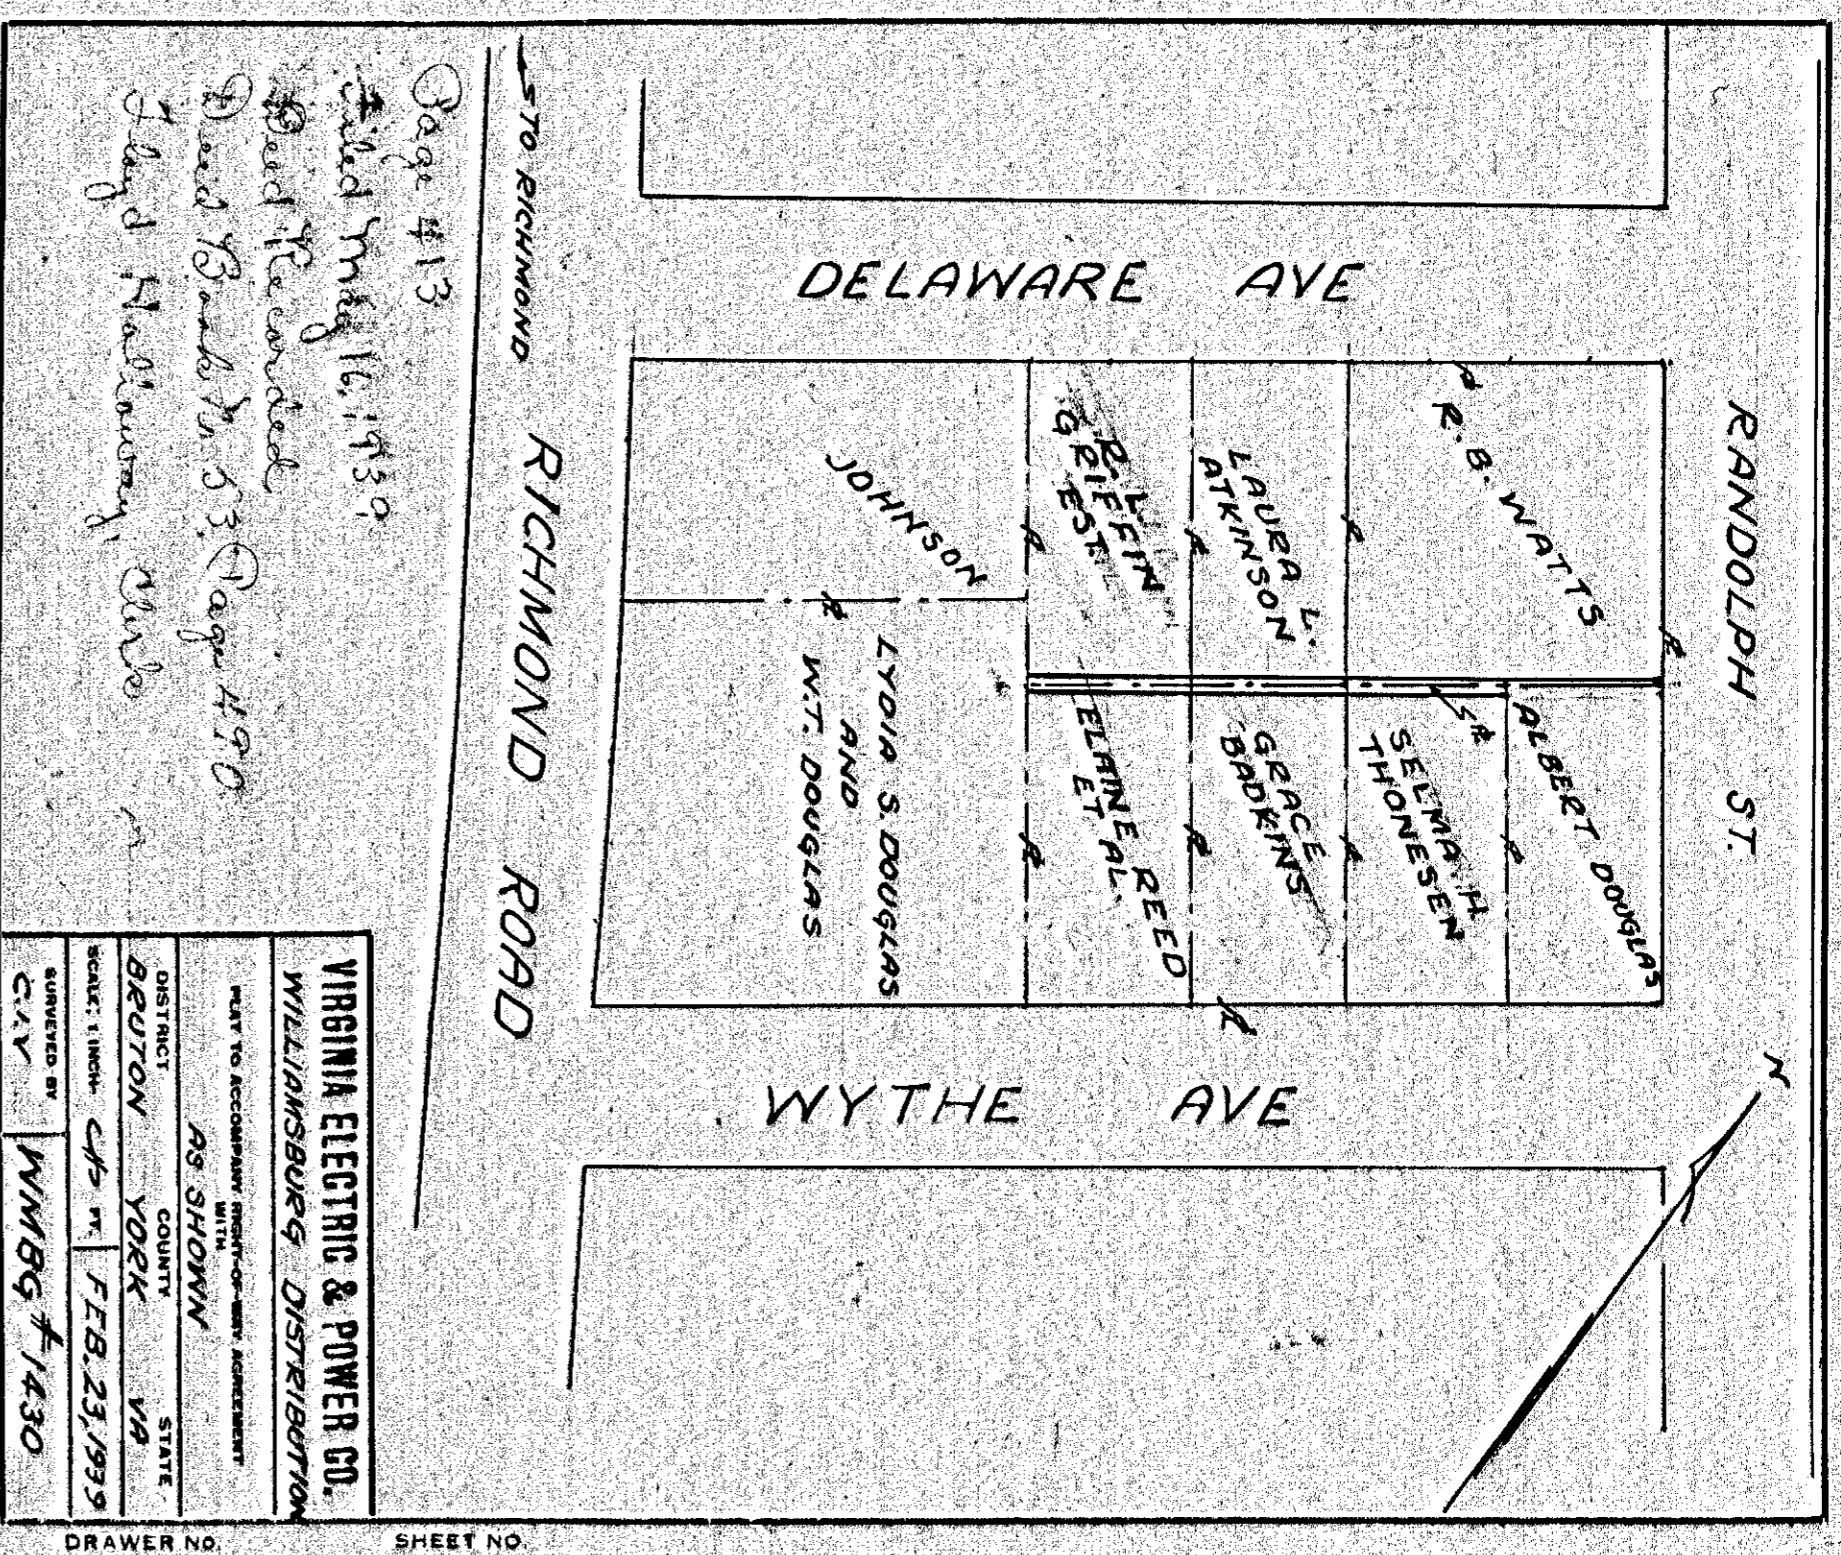 RANDOLPH ST.
DELAWARE AVE
R. B. WATTS
LAURA L.
ATKINSON
R. L.
GRIFFIN
EST.
JOHNSON
ALBERT DOUGLAS
SELMA H.
THONESEN
GRACE
BADKINS
ELAINE REED
ET AL.
LYDIA S. DOUGLAS
AND
W.T. DOUGLAS
WYTHE AVE
N
TO RICHMOND
RICHMOND ROAD
Page #13
Filed May 16, 1939
Deed Recorded
Deed Book No 53, Page 490
Floyd Holloway, Clerk
VIRGINIA ELECTRIC & POWER CO.
WILLIAMSBURG DISTRIBUTION
PLAT TO ACCOMPANY RIGHT-OF-WAY AGREEMENT
WITH
AS SHOWN
DISTRICT COUNTY STATE
BRUTON YORK VA
SCALE: 1 INCH= FT. FEB. 23, 1939
SURVEYED BY
WMBG # 1430
DRAWER NO.
SHEET NO.